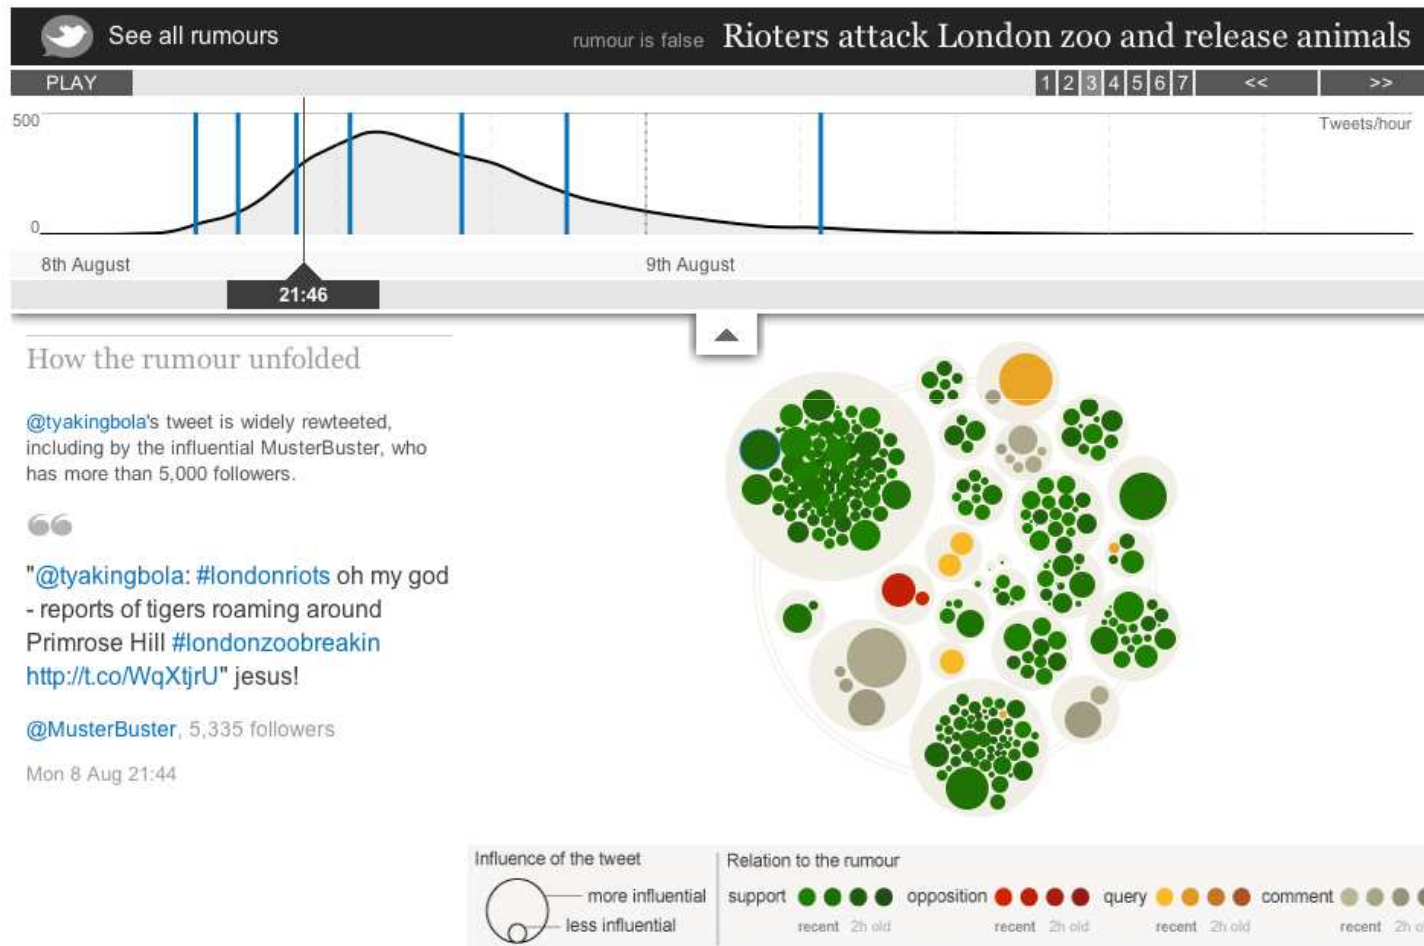 See all rumours
rumour is false Rioters attack London zoo and release animals
PLAY
1 2 3 4 5 6 7 << >>
500
Tweets/hour
0
8th August 9th August
21:46
How the rumour unfolded
@tyakingbola's tweet is widely rewteeted,
including by the influential MusterBuster, who
has more than 5,000 followers.
"@tyakingbola: #londonriots oh my god
- reports of tigers roaming around
Primrose Hill #londonzoobreakin
http://t.co/WqXtjrU" jesus!
@MusterBuster, 5,335 followers
Mon 8 Aug 21:44
Influence of the tweet
more influential
less influential
Relation to the rumour
support opposition query comment
recent 2h old recent 2h old recent 2h old recent 2h